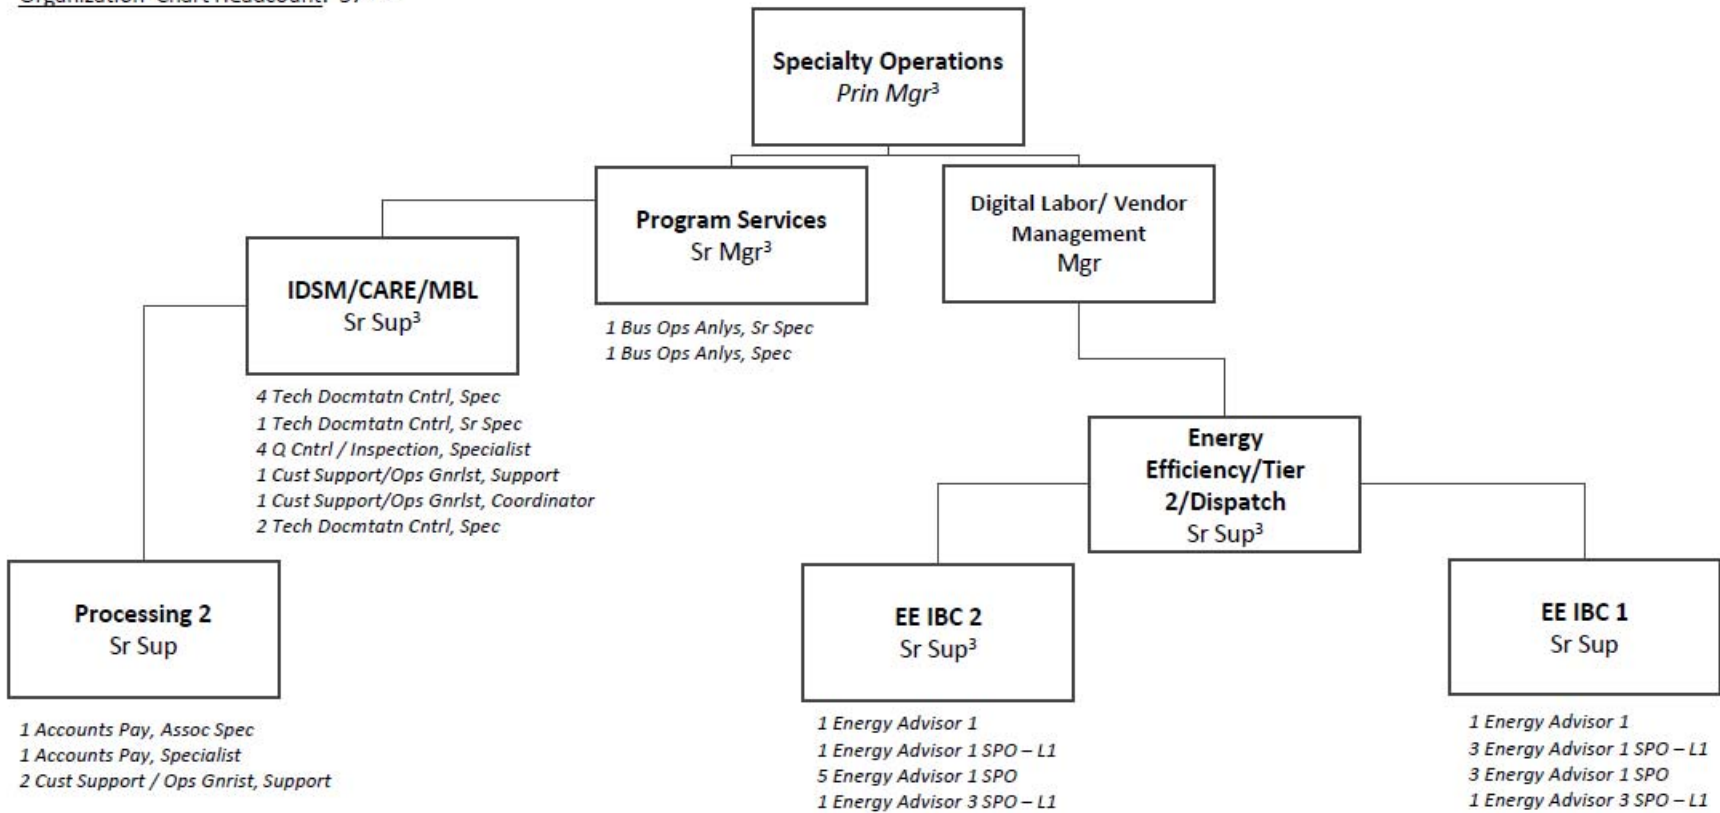 Organization Chart Headcount: 57
Specialty Operations
Prin Mgr³
Program Services
Sr Mgr³
1 Bus Ops Anlys, Sr Spec
1 Bus Ops Anlys, Spec
Digital Labor/ Vendor
Management
Mgr
IDSM/CARE/MBL
Sr Sup³
4 Tech Docmtatn Cntrl, Spec
1 Tech Docmtatn Cntrl, Sr Spec
4 Q Cntrl / Inspection, Specialist
1 Cust Support/Ops Gnrlst, Support
1 Cust Support/Ops Gnrlst, Coordinator
2 Tech Docmtatn Cntrl, Spec
Energy
Efficiency/Tier
2/Dispatch
Sr Sup³
Processing 2
Sr Sup
1 Accounts Pay, Assoc Spec
1 Accounts Pay, Specialist
2 Cust Support / Ops Gnrist, Support
EE IBC 2
Sr Sup³
1 Energy Advisor 1
1 Energy Advisor 1 SPO – L1
5 Energy Advisor 1 SPO
1 Energy Advisor 3 SPO – L1
EE IBC 1
Sr Sup
1 Energy Advisor 1
3 Energy Advisor 1 SPO – L1
3 Energy Advisor 1 SPO
1 Energy Advisor 3 SPO – L1